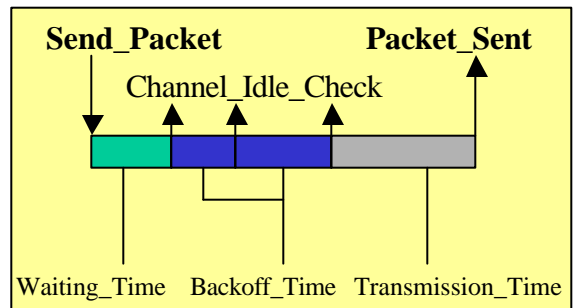 Send_Packet Packet_Sent
Channel_Idle_Check
Waiting_Time Backoff_Time Transmission_Time